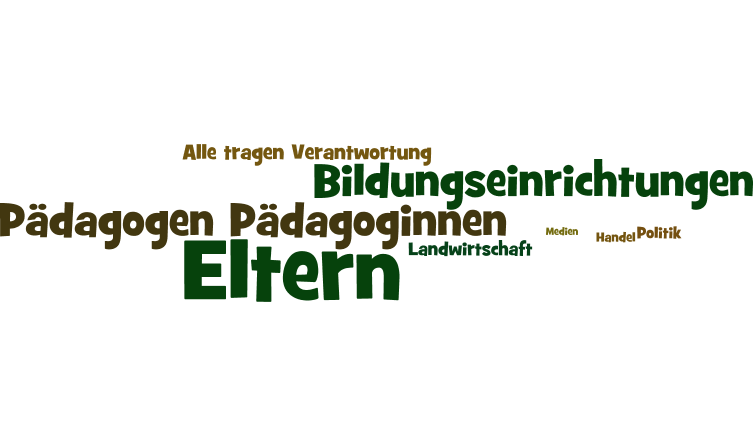 Alle tragen Verantwortung
Bildungseinrichtungen
Pädagogen Pädagoginnen
Medien
Handel
Politik
Eltern
Landwirtschaft